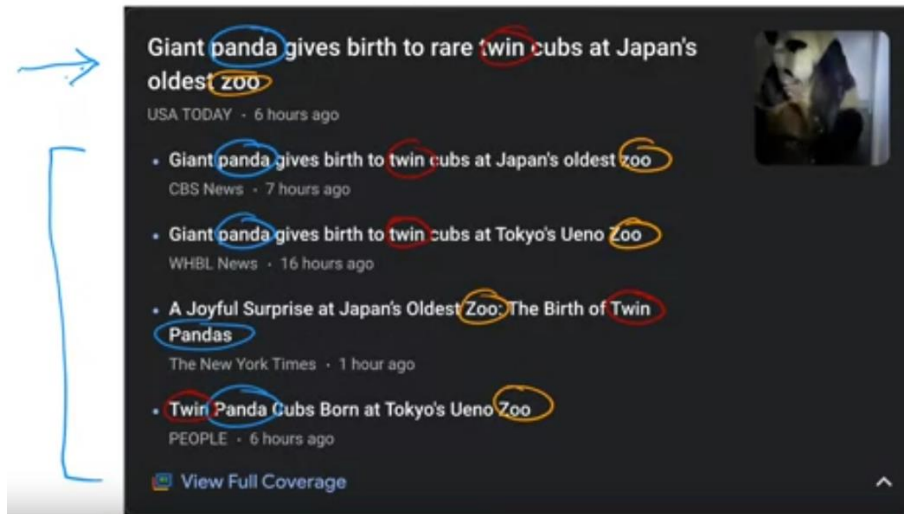 Giant panda gives birth to rare twin cubs at Japan's
oldest zoo
USA TODAY · 6 hours ago
• Giant panda gives birth to twin cubs at Japan's oldest zoo
CBS News · 7 hours ago
• Giant panda gives birth to twin cubs at Tokyo's Ueno Zoo
WHBL News · 16 hours ago
• A Joyful Surprise at Japan's Oldest Zoo: The Birth of Twin
Pandas
The New York Times · 1 hour ago
• Twin Panda Cubs Born at Tokyo's Ueno Zoo
PEOPLE · 6 hours ago
View Full Coverage